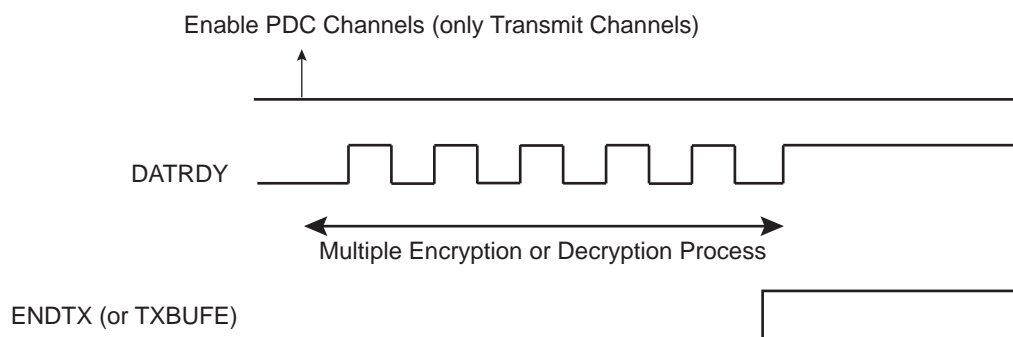 Enable PDC Channels (only Transmit Channels)
DATRDY
Multiple Encryption or Decryption Process
ENDTX (or TXBUFE)